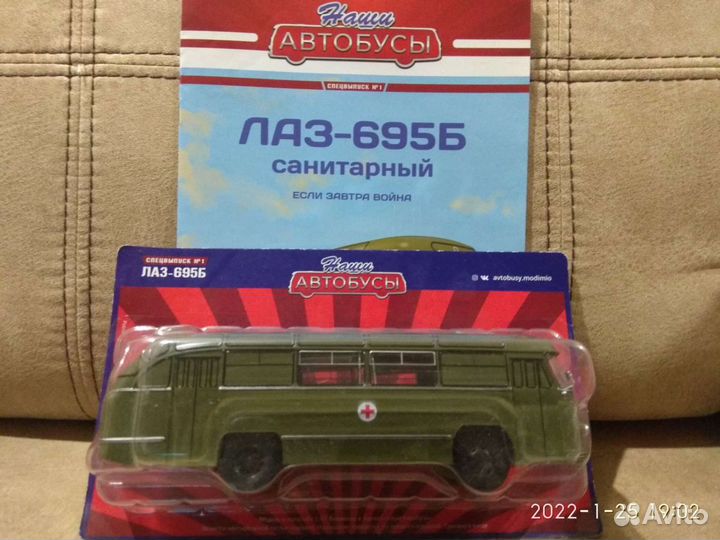 Наши
АВТОБУСЫ
СПЕЦВЫПУСК №1
ЛАЗ-695Б
санитарный
ЕСЛИ ЗАВТРА ВОЙНА
СПЕЦВЫПУСК №1
ЛАЗ-695Б
Наши
АВТОБУСЫ
avtobusy.modimio
2022-1-25 19:02
Avito